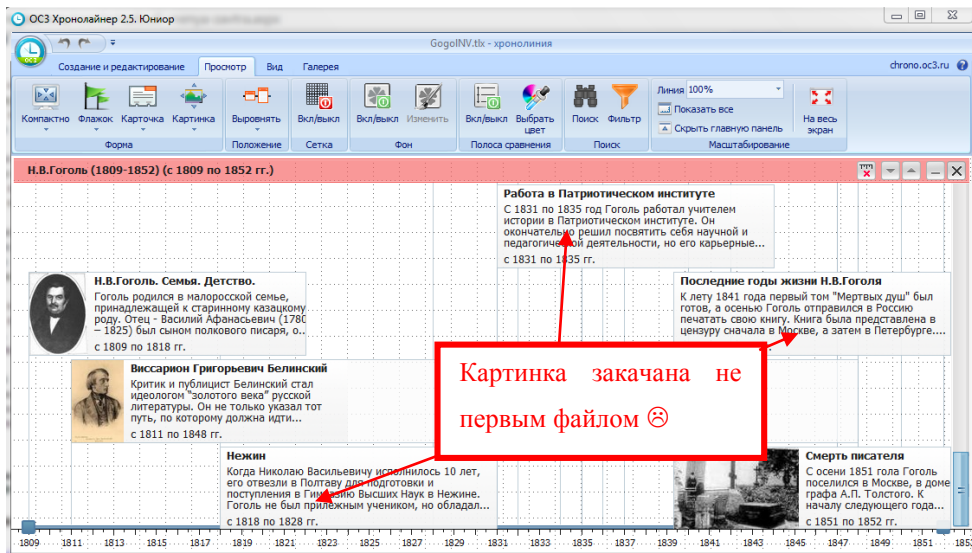 ОС3 Хронолайнер 2.5. Юниор
GogolNV.tlx - хронолиния
Создание и редактирование Просмотр Вид Галерея
chrono.oc3.ru
Компактно Флажок Карточка Картинка
Выровнять
Вкл/выкл
Вкл/выкл Изменить
Вкл/выкл Выбрать цвет
Поиск Фильтр
Линия 100%
Показать все
Скрыть главную панель
На весь экран
Форма Положение Сетка Фон Полоса сравнения Поиск Масштабирование
Н.В.Гоголь (1809-1852) (с 1809 по 1852 гг.)
Работа в Патриотическом институте
С 1831 по 1835 год Гоголь работал учителем
истории в Патриотическом институте. Он
окончательно решил посвятить себя научной и
педагогической деятельности, но его карьерные...
с 1831 по 1835 гг.
Н.В.Гоголь. Семья. Детство.
Гоголь родился в малоросской семье,
принадлежащей к старинному казацкому
роду. Отец - Василий Афанасьевич (1780
– 1825) был сыном полкового писаря, о..
с 1809 по 1818 гг.
Последние годы жизни Н.В.Гоголя
К лету 1841 года первый том "Мертвых душ" был
готов, а осенью Гоголь отправился в Россию
печатать свою книгу. Книга была представлена в
цензуру сначала в Москве, а затем в Петербурге....
Виссарион Григорьевич Белинский
Критик и публицист Белинский стал
идеологом "золотого века" русской
литературы. Он не только указал тот
путь, по которому должна идти...
с 1811 по 1848 гг.
Картинка закачана не
первым файлом ☹
Нежин
Когда Николаю Васильевичу исполнилось 10 лет,
его отвезли в Полтаву для подготовки и
поступления в Гимназию Высших Наук в Нежине.
Гоголь не был прилежным учеником, но обладал...
с 1818 по 1828 гг.
Смерть писателя
С осени 1851 гола Гоголь
поселился в Москве, в доме
графа А.П. Толстого. К
началу следующего года...
с 1851 по 1852 гг.
1809 1811 1813 1815 1817 1819 1821 1823 1825 1827 1829 1831 1833 1835 1837 1839 1841 1843 1845 1847 1849 1851